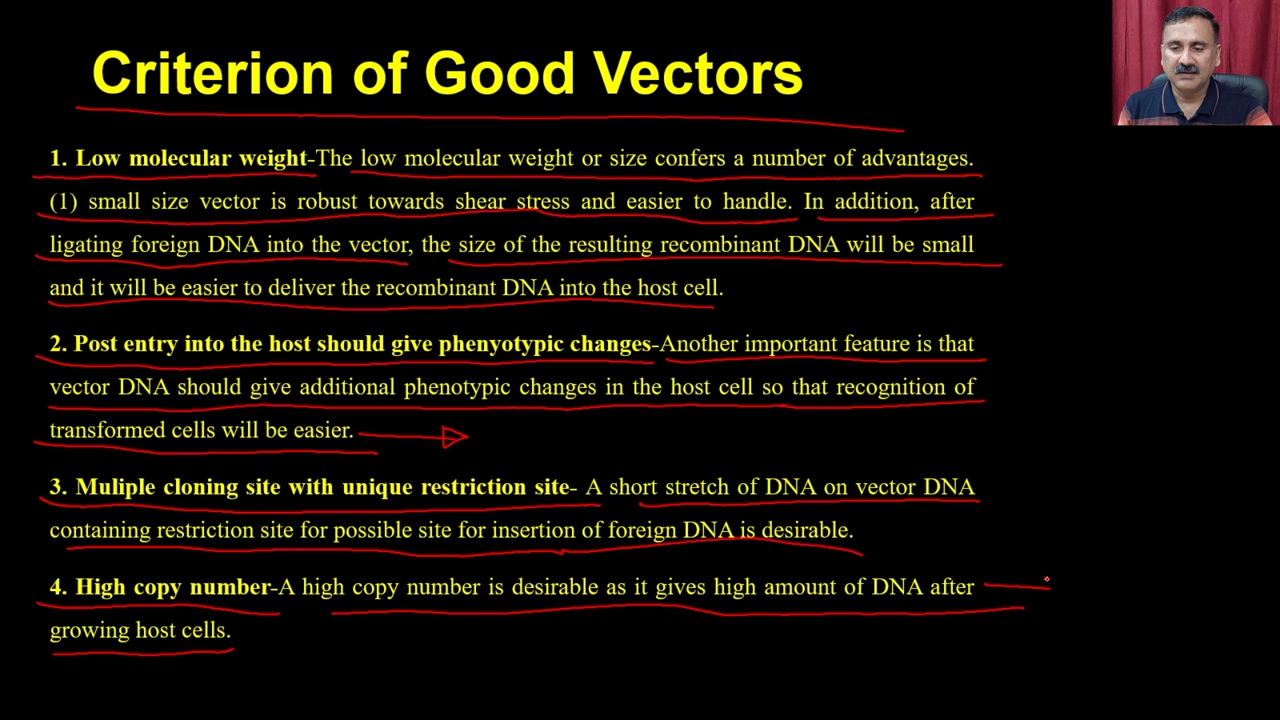 Criterion of Good Vectors
1. Low molecular weight-The low molecular weight or size confers a number of advantages.
(1) small size vector is robust towards shear stress and easier to handle. In addition, after
ligating foreign DNA into the vector, the size of the resulting recombinant DNA will be small
and it will be easier to deliver the recombinant DNA into the host cell.
2. Post entry into the host should give phenyotypic changes-Another important feature is that
vector DNA should give additional phenotypic changes in the host cell so that recognition of
transformed cells will be easier.
3. Muliple cloning site with unique restriction site- A short stretch of DNA on vector DNA
containing restriction site for possible site for insertion of foreign DNA is desirable.
4. High copy number-A high copy number is desirable as it gives high amount of DNA after
growing host cells.